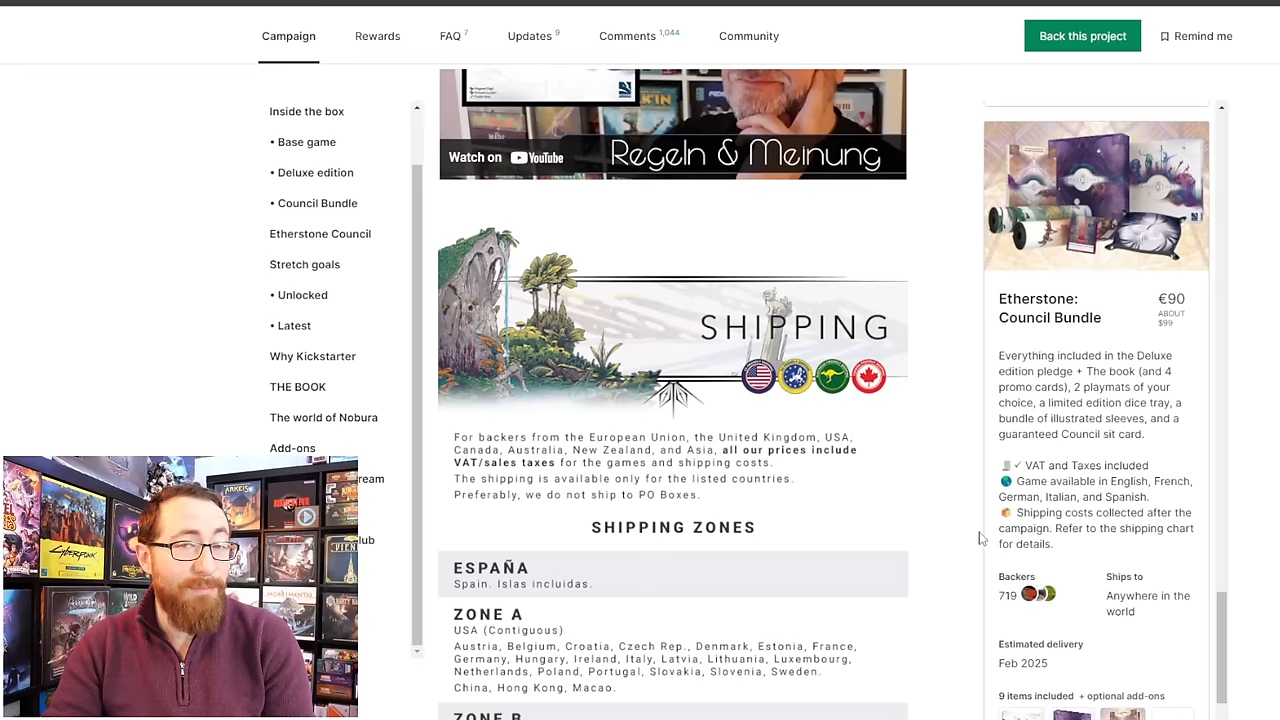 Campaign
Rewards
FAQ 7
Updates 9
Comments 1,044
Community
Back this project
Remind me
Inside the box
• Base game
• Deluxe edition
• Council Bundle
Etherstone Council
Stretch goals
• Unlocked
• Latest
Why Kickstarter
THE BOOK
The world of Nobura
Add-ons
ream
lub
Watch on YouTube
Regeln & Meinung
SHIPPING
For backers from the European Union, the United Kingdom, USA,
Canada, Australia, New Zealand, and Asia, all our prices include
VAT/sales taxes for the games and shipping costs.
The shipping is available only for the listed countries.
Preferably, we do not ship to PO Boxes.
SHIPPING ZONES
ESPAÑA
Spain. Islas incluidas.
ZONE A
USA (Contiguous)
Austria, Belgium, Croatia, Czech Rep., Denmark, Estonia, France,
Germany, Hungary, Ireland, Italy, Latvia, Lithuania, Luxembourg,
Netherlands, Poland, Portugal, Slovakia, Slovenia, Sweden.
China, Hong Kong, Macao.
ZONE B
Etherstone:
Council Bundle
€90
ABOUT
$99
Everything included in the Deluxe
edition pledge + The book (and 4
promo cards), 2 playmats of your
choice, a limited edition dice tray, a
bundle of illustrated sleeves, and a
guaranteed Council sit card.
✓ VAT and Taxes included
Game available in English, French,
German, Italian, and Spanish.
Shipping costs collected after the
campaign. Refer to the shipping chart
for details.
Backers
719
Ships to
Anywhere in the
world
Estimated delivery
Feb 2025
9 items included + optional add-ons
CYBERPUNK
ARKEIS